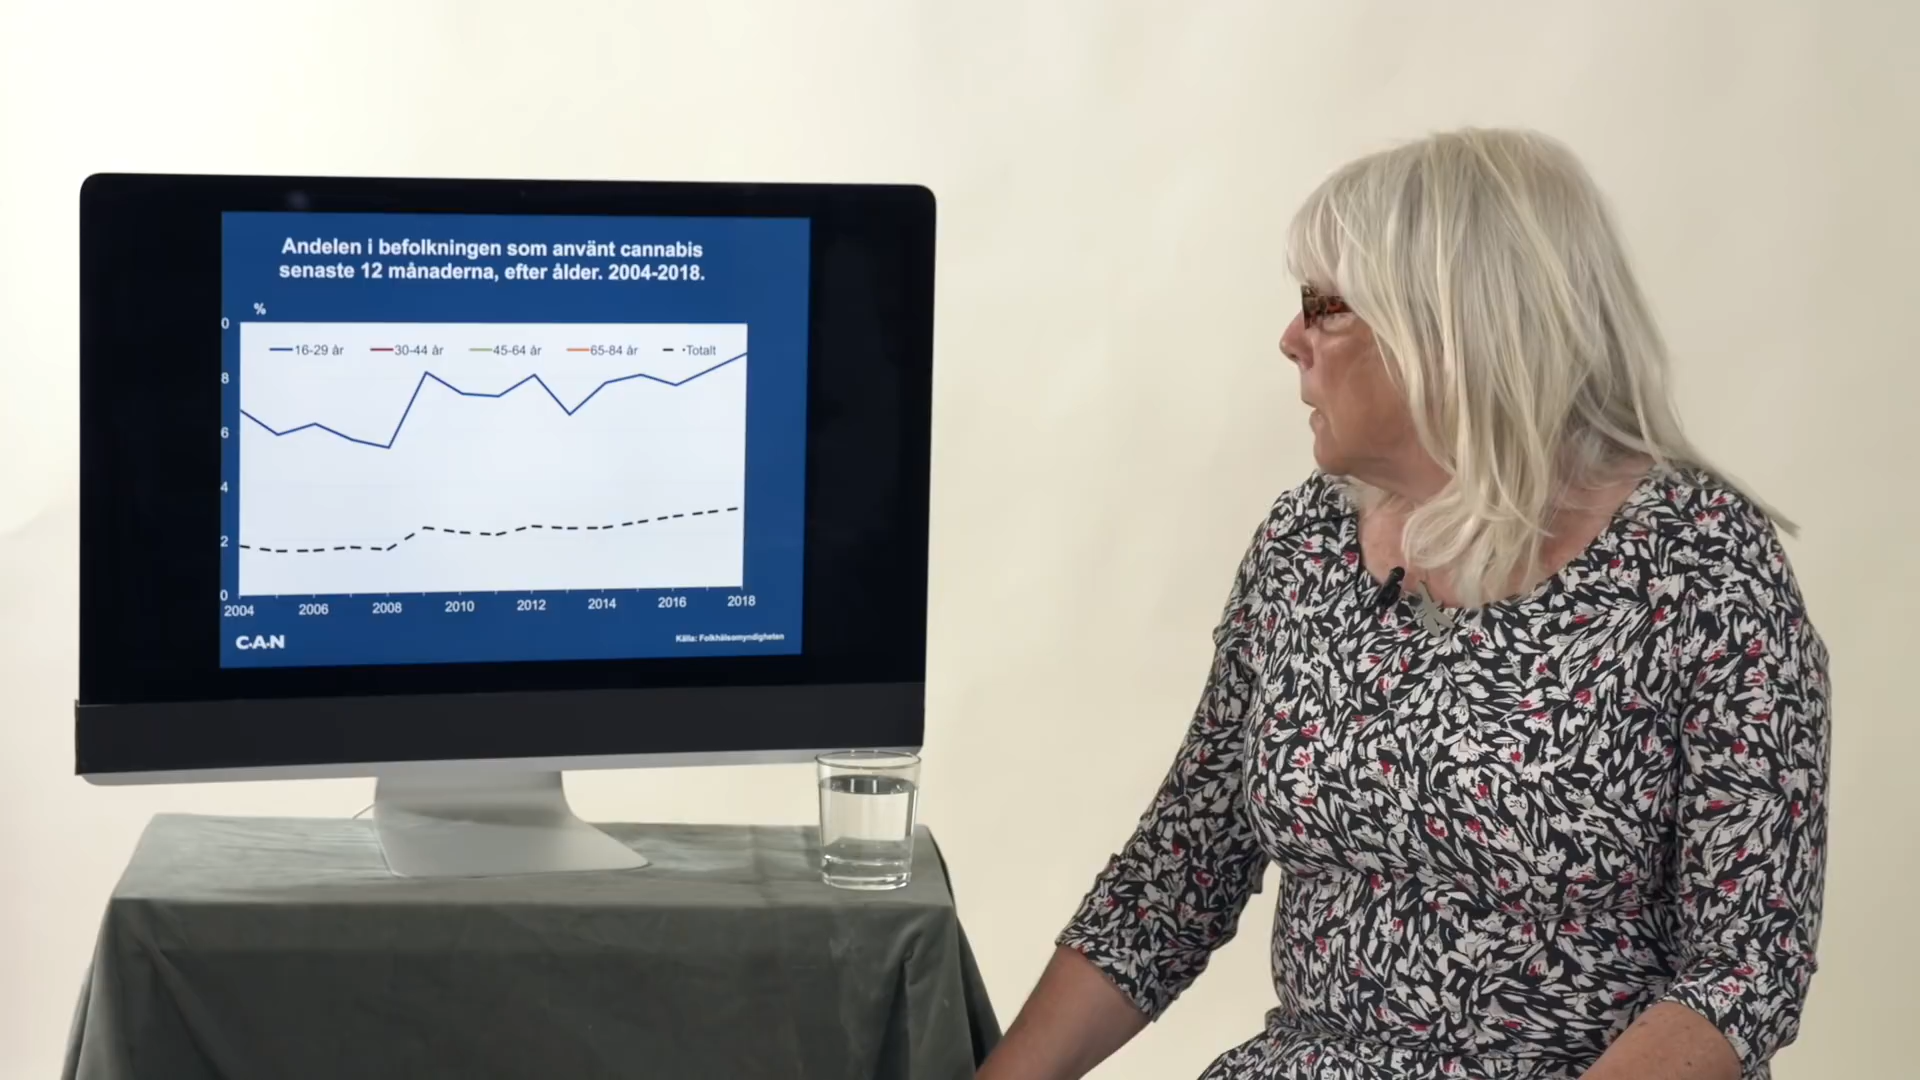 Andelen i befolkningen som använt cannabis
senaste 12 månaderna, efter ålder. 2004-2018.
%
0
16-29 år 30-44 år 45-64 år 65-84 år Totalt
8
6
4
2
0
2004 2006 2008 2010 2012 2014 2016 2018
C.A.N
Källa: Folkhälsomyndigheten